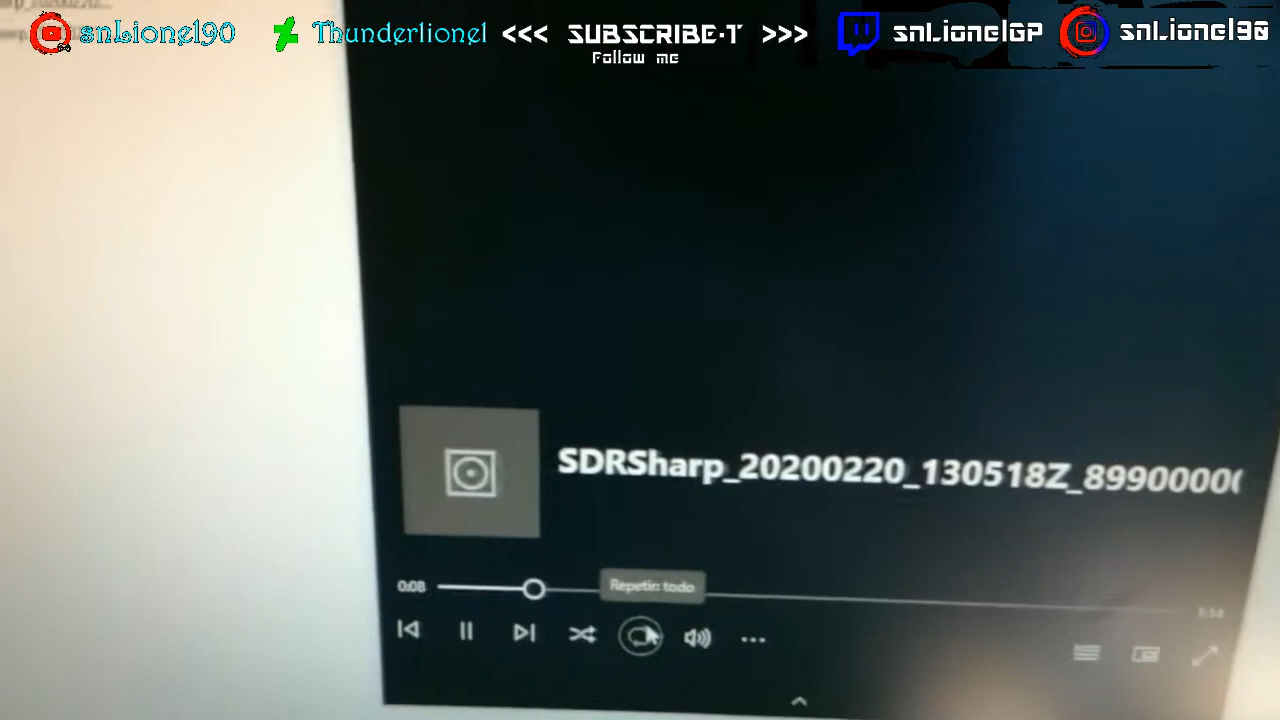 snLionel90 Thunderlionel <<< SUBSCRIBE·T >>> snLionelGP snLionel90
Follow me
SDRSharp_20200220_130518Z_8990000
0:08 Repetir: todo